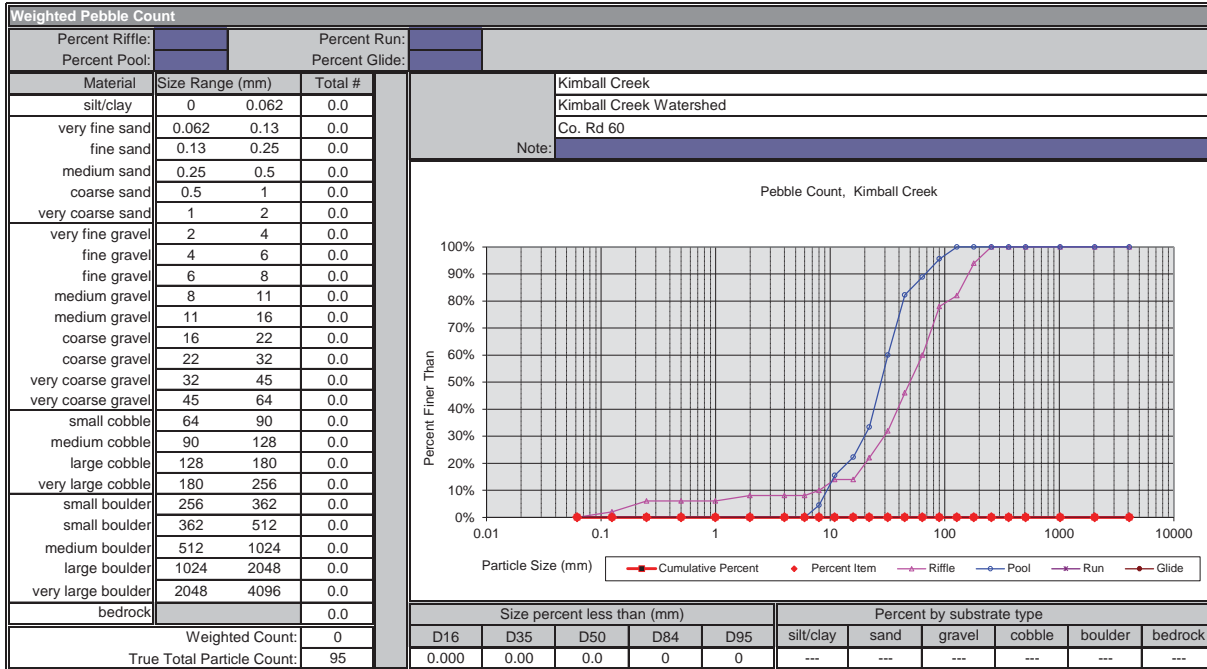 Weighted Pebble Count
Percent Riffle: Percent Run:
Percent Pool: Percent Glide:
Material Size Range (mm) Total #
silt/clay 0 0.062 0.0
very fine sand 0.062 0.13 0.0
fine sand 0.13 0.25 0.0
medium sand 0.25 0.5 0.0
coarse sand 0.5 1 0.0
very coarse sand 1 2 0.0
very fine gravel 2 4 0.0
fine gravel 4 6 0.0
fine gravel 6 8 0.0
medium gravel 8 11 0.0
medium gravel 11 16 0.0
coarse gravel 16 22 0.0
coarse gravel 22 32 0.0
very coarse gravel 32 45 0.0
very coarse gravel 45 64 0.0
small cobble 64 90 0.0
medium cobble 90 128 0.0
large cobble 128 180 0.0
very large cobble 180 256 0.0
small boulder 256 362 0.0
small boulder 362 512 0.0
medium boulder 512 1024 0.0
large boulder 1024 2048 0.0
very large boulder 2048 4096 0.0
bedrock 0.0
Weighted Count: 0
True Total Particle Count: 95
Kimball Creek
Kimball Creek Watershed
Co. Rd 60
Note:
Pebble Count, Kimball Creek
Percent Finer Than
100%
90%
80%
70%
60%
50%
40%
30%
20%
10%
0%
0.01 0.1 1 10 100 1000 10000
Particle Size (mm)
Cumulative Percent Percent Item Riffle Pool Run Glide
Size percent less than (mm) Percent by substrate type
D16 D35 D50 D84 D95 silt/clay sand gravel cobble boulder bedrock
0.000 0.00 0.0 0 0 --- --- --- --- --- ---